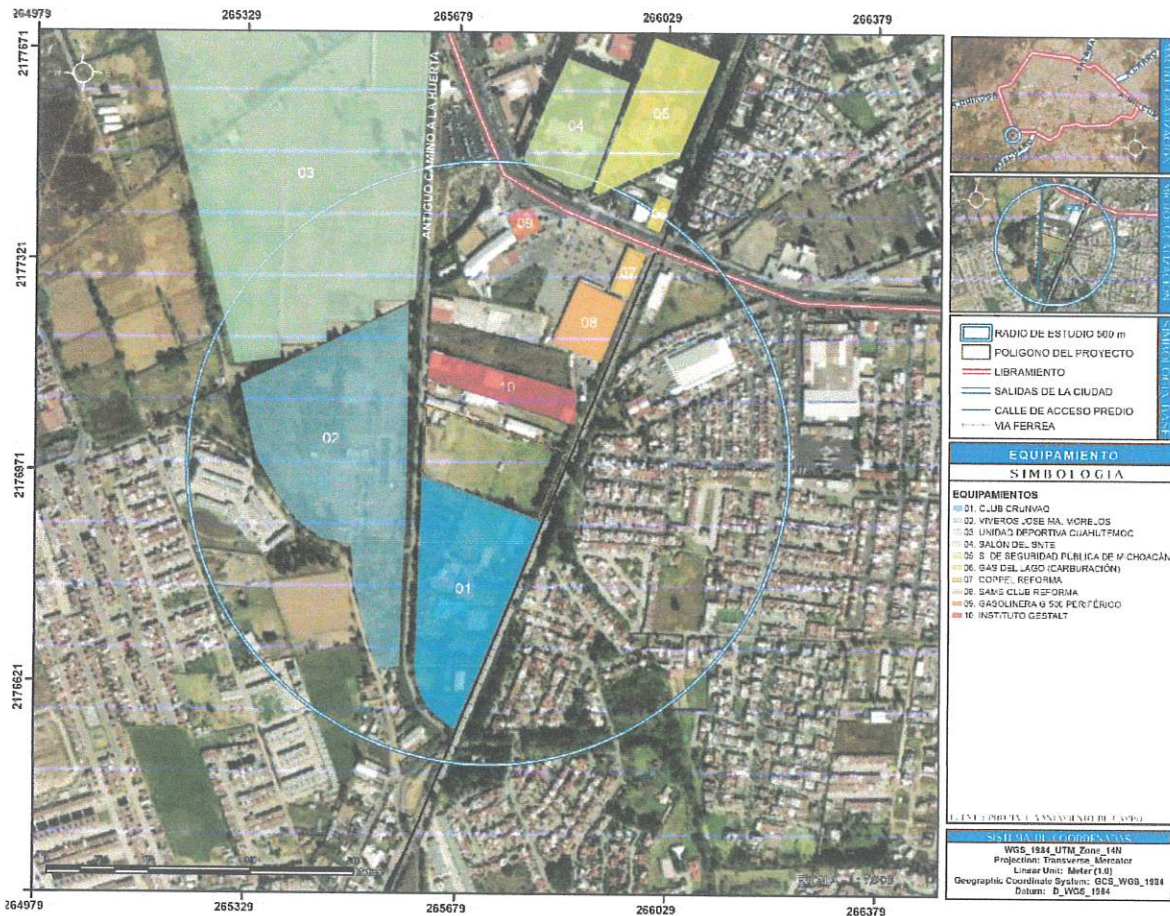 264979 265329 265679 266029 266379
2177671
2177321
2176971
2176621
ANTIGUO CAMINO A LA HUERTA
03
04
05
09
07
08
10
02
01
RADIO DE ESTUDIO 500 m
POLIGONO DEL PROYECTO
LIBRAMIENTO
SALIDAS DE LA CIUDAD
CALLE DE ACCESO PREDIO
VIA FERREA
EQUIPAMIENTO
SIMBOLOGIA
EQUIPAMIENTOS
01. CLUB CRUNVAQ
02. VIVEROS JOSE MA. MORELOS
03. UNIDAD DEPORTIVA CUAHUTEMOC
04. SALON DEL SNTE
05. S. DE SEGURIDAD PÚBLICA DE MICHOACÁN
06. GAS DEL LAGO (CARBURACIÓN)
07. COPPEL REFORMA
08. SAMS CLUB REFORMA
09. GASOLINERA G 500 PERIFÉRICO
10. INSTITUTO GESTALT
SISTEMA DE COORDENADAS
WGS_1984_UTM_Zone_14N
Projection: Transverse_Mercator
Linear Unit: Meter (1.0)
Geographic Coordinate System: GCS_WGS_1984
Datum: D_WGS_1984
264979 265329 265679 266029 266379